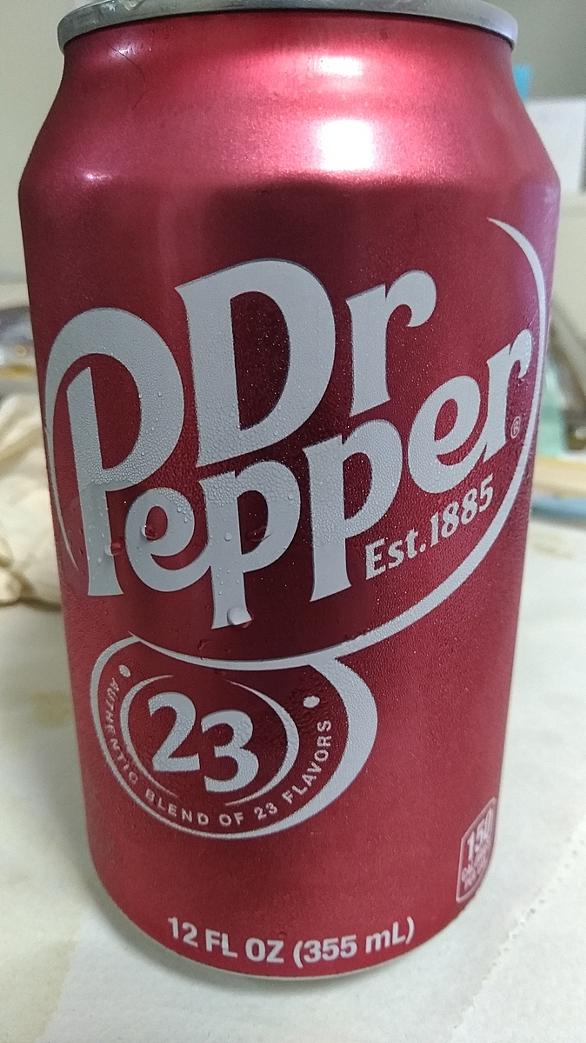 Dr
Pepper®
Est. 1885
23
AUTHENTIC BLEND OF 23 FLAVORS
150
12 FL OZ (355 mL)